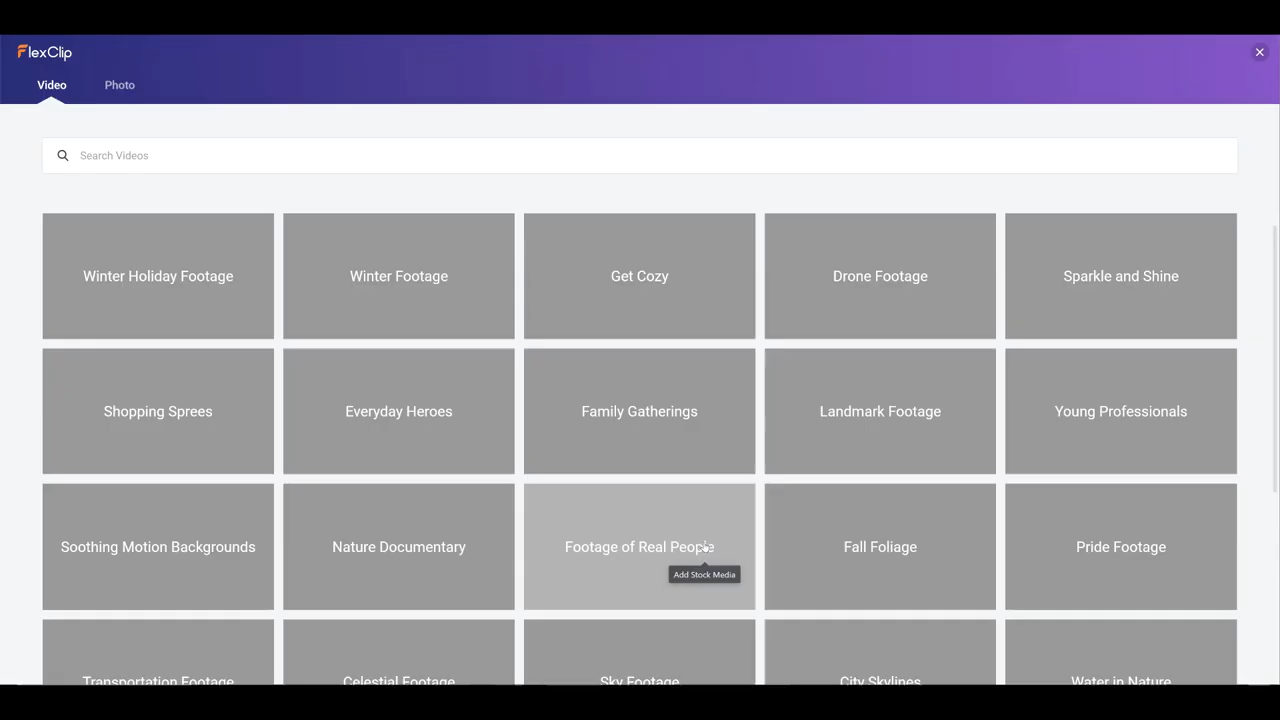 FlexClip
Video
Photo
Search Videos
Winter Holiday Footage
Winter Footage
Get Cozy
Drone Footage
Sparkle and Shine
Shopping Sprees
Everyday Heroes
Family Gatherings
Landmark Footage
Young Professionals
Soothing Motion Backgrounds
Nature Documentary
Footage of Real People
Fall Foliage
Pride Footage
Add Stock Media
Transportation Footage
Celestial Footage
Sky Footage
City Skylines
Water in Nature